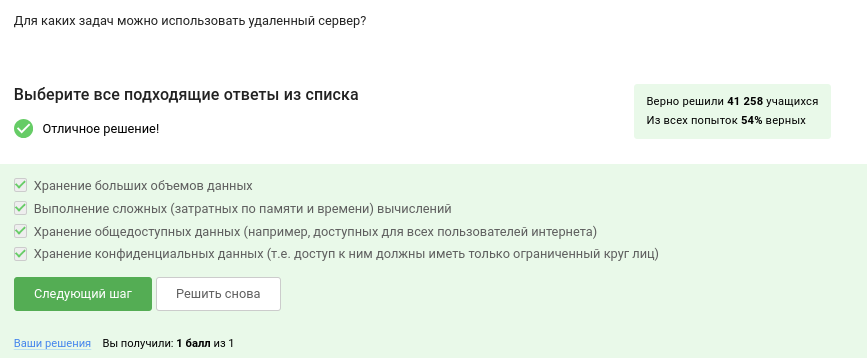 Для каких задач можно использовать удаленный сервер?
Выберите все подходящие ответы из списка
Верно решили 41 258 учащихся
Из всех попыток 54% верных
Отличное решение!
Хранение больших объемов данных
Выполнение сложных (затратных по памяти и времени) вычислений
Хранение общедоступных данных (например, доступных для всех пользователей интернета)
Хранение конфиденциальных данных (т.е. доступ к ним должны иметь только ограниченный круг лиц)
Следующий шаг Решить снова
Ваши решения Вы получили: 1 балл из 1